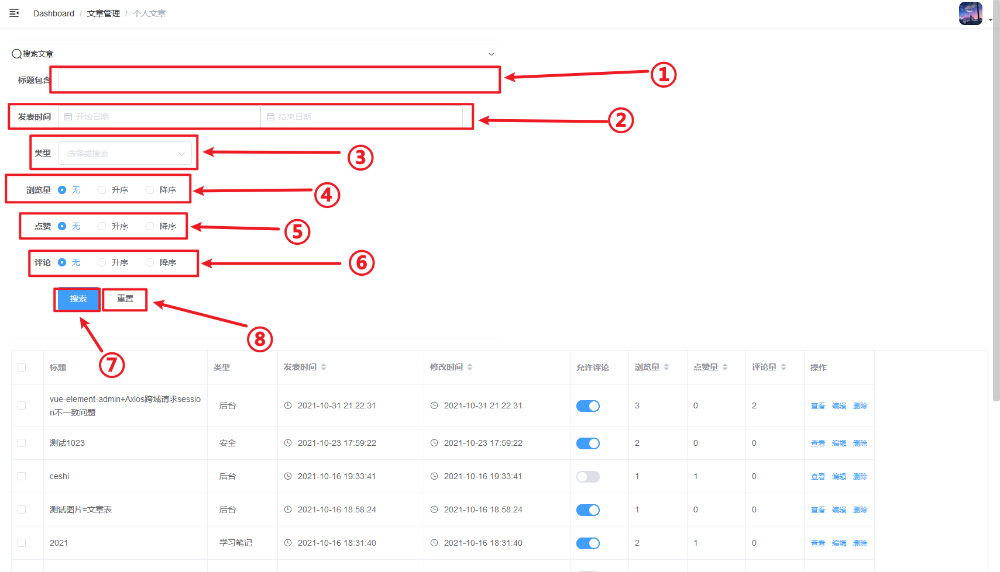 Dashboard / 文章管理 / 个人文章
搜索文章
标题包含
①
发表时间 开始日期 结束日期
②
类型 选择或搜索
③
浏览量 无 升序 降序
④
点赞 无 升序 降序
⑤
评论 无 升序 降序
⑥
搜索 重置
⑧
⑦
标题 类型 发表时间 修改时间 允许评论 浏览量 点赞量 评论量 操作
vue-element-admin+Axios跨域请求sessio
n不一致问题 后台 2021-10-31 21:22:31 2021-10-31 21:22:31 3 0 2 查看 编辑 删除
测试1023 安全 2021-10-23 17:59:22 2021-10-23 17:59:22 2 0 0 查看 编辑 删除
ceshi 后台 2021-10-16 19:33:41 2021-10-16 19:33:41 1 1 0 查看 编辑 删除
测试图片=文章表 后台 2021-10-16 18:58:24 2021-10-16 18:58:24 1 0 0 查看 编辑 删除
2021 学习笔记 2021-10-16 18:31:40 2021-10-16 18:31:40 2 1 0 查看 编辑 删除